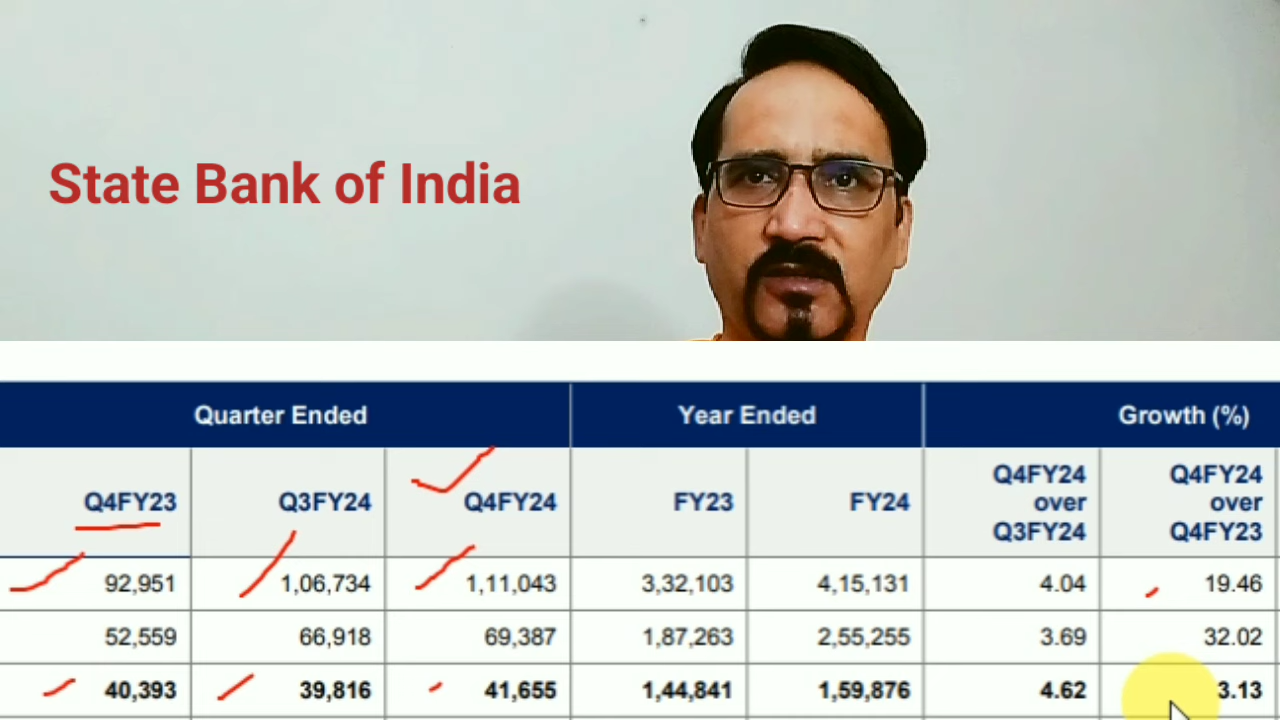 State Bank of India
Quarter Ended Year Ended Growth (%)
Q4FY23 Q3FY24 Q4FY24 FY23 FY24 Q4FY24 over Q3FY24 Q4FY24 over Q4FY23
92,951 1,06,734 1,11,043 3,32,103 4,15,131 4.04 19.46
52,559 66,918 69,387 1,87,263 2,55,255 3.69 32.02
40,393 39,816 41,655 1,44,841 1,59,876 4.62 3.13